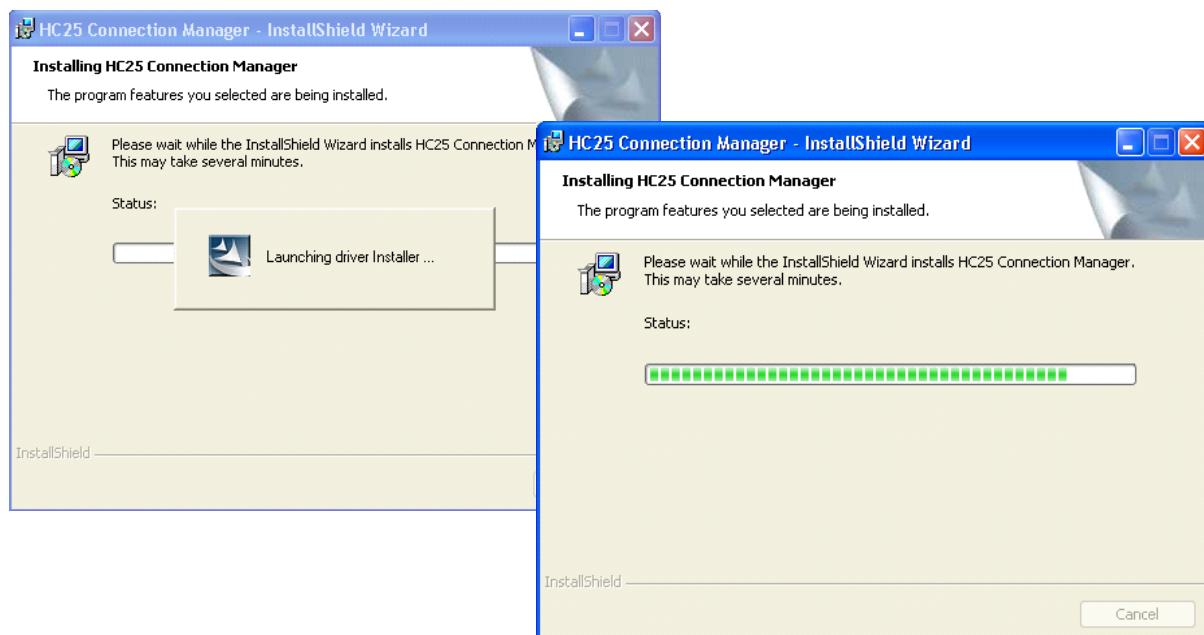 HC25 Connection Manager - InstallShield Wizard
Installing HC25 Connection Manager
The program features you selected are being installed.
Please wait while the InstallShield Wizard installs HC25 Connection
This may take several minutes.
Status:
Launching driver Installer ...
InstallShield
HC25 Connection Manager - InstallShield Wizard
Installing HC25 Connection Manager
The program features you selected are being installed.
Please wait while the InstallShield Wizard installs HC25 Connection Manager.
This may take several minutes.
Status:
InstallShield
Cancel